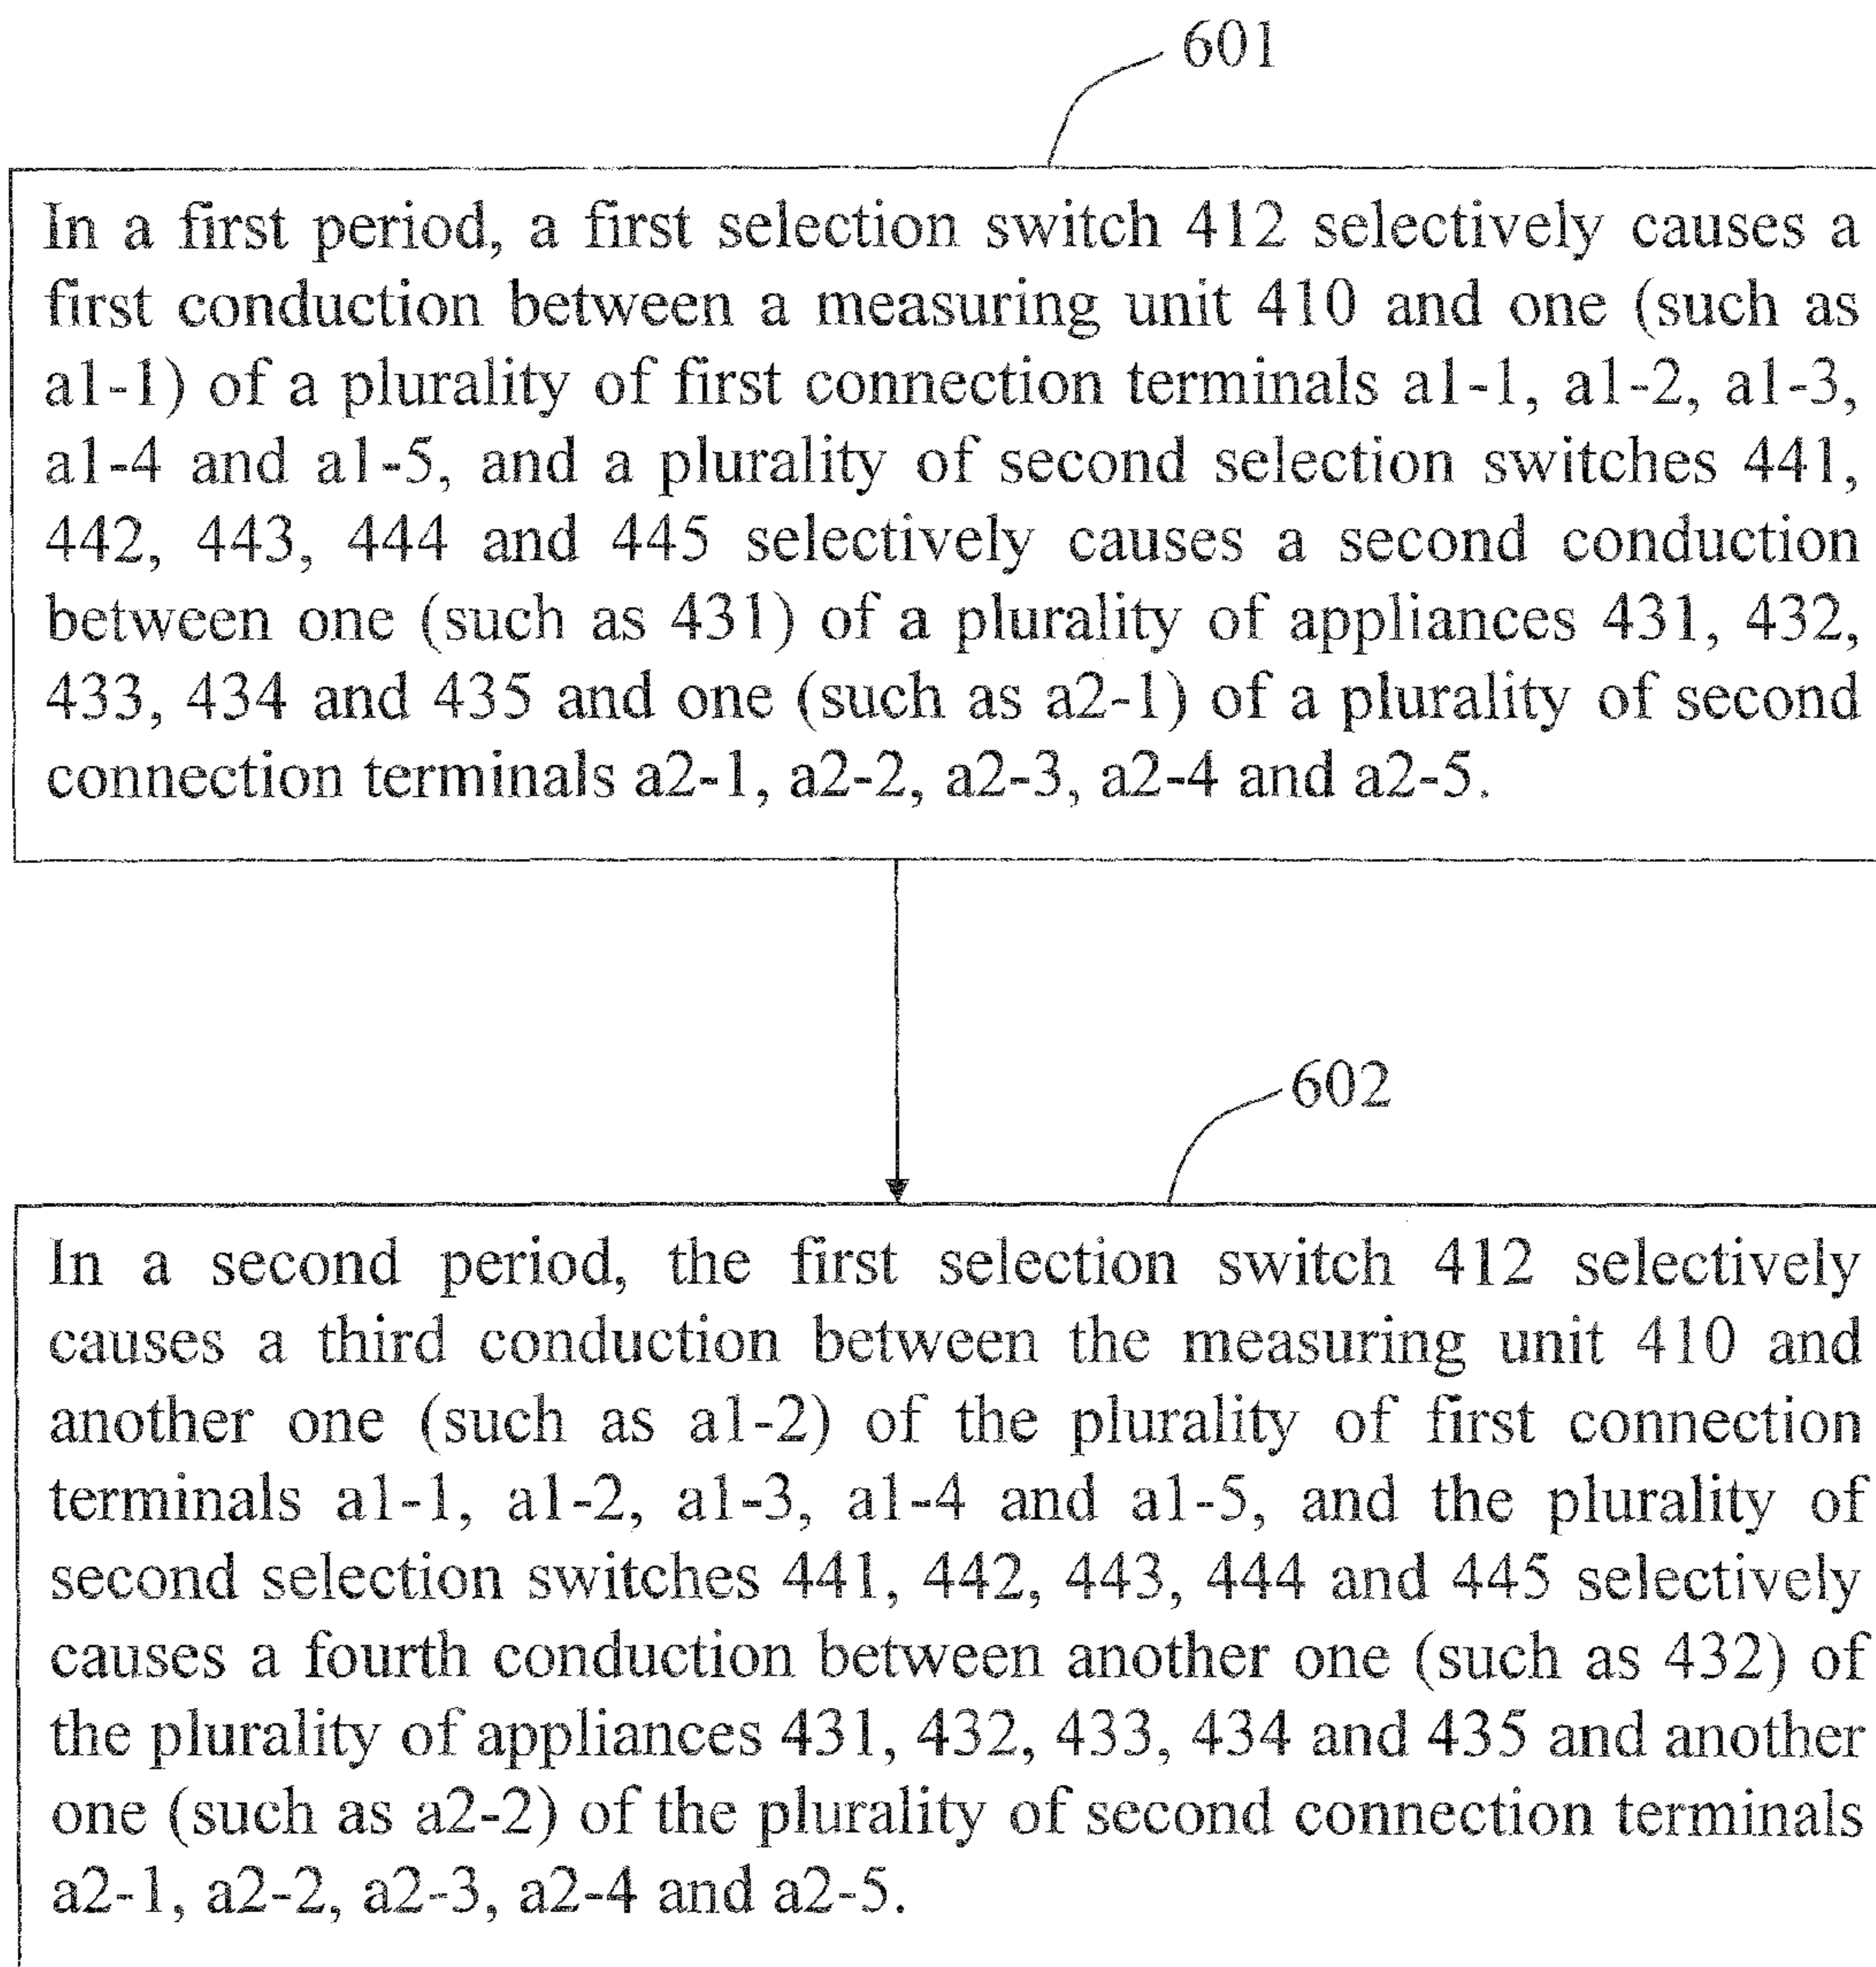 601
In a first period, a first selection switch 412 selectively causes a
first conduction between a measuring unit 410 and one (such as
a1-1) of a plurality of first connection terminals a1-1, a1-2, a1-3,
a1-4 and a1-5, and a plurality of second selection switches 441,
442, 443, 444 and 445 selectively causes a second conduction
between one (such as 431) of a plurality of appliances 431, 432,
433, 434 and 435 and one (such as a2-1) of a plurality of second
connection terminals a2-1, a2-2, a2-3, a2-4 and a2-5.
602
In a second period, the first selection switch 412 selectively
causes a third conduction between the measuring unit 410 and
another one (such as a1-2) of the plurality of first connection
terminals a1-1, a1-2, a1-3, a1-4 and a1-5, and the plurality of
second selection switches 441, 442, 443, 444 and 445 selectively
causes a fourth conduction between another one (such as 432) of
the plurality of appliances 431, 432, 433, 434 and 435 and another
one (such as a2-2) of the plurality of second connection terminals
a2-1, a2-2, a2-3, a2-4 and a2-5.